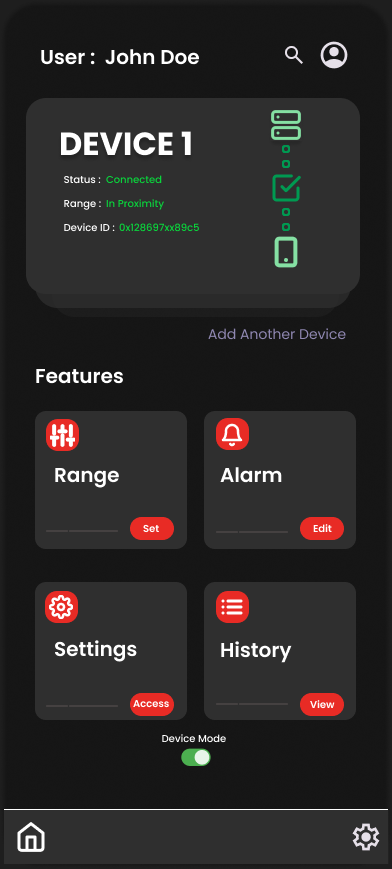 User :  John Doe
DEVICE 1
Status : Connected
Range : In Proximity
Device ID : 0x128697xx89c5
Add Another Device
Features
Range
Set
Alarm
Edit
Settings
Access
History
View
Device Mode